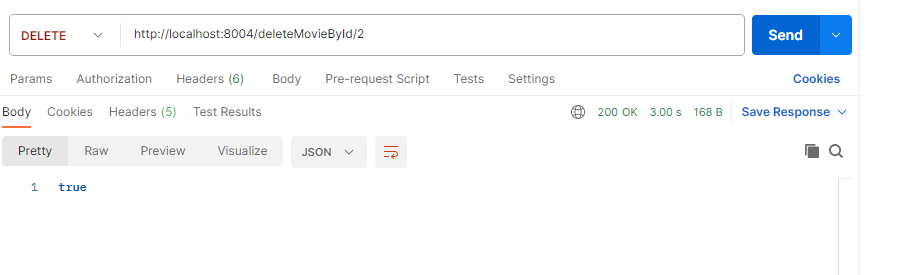 DELETE http://localhost:8004/deleteMovieById/2 Send
Params Authorization Headers (6) Body Pre-request Script Tests Settings Cookies
Body Cookies Headers (5) Test Results 200 OK 3.00 s 168 B Save Response
Pretty Raw Preview Visualize JSON
1 true